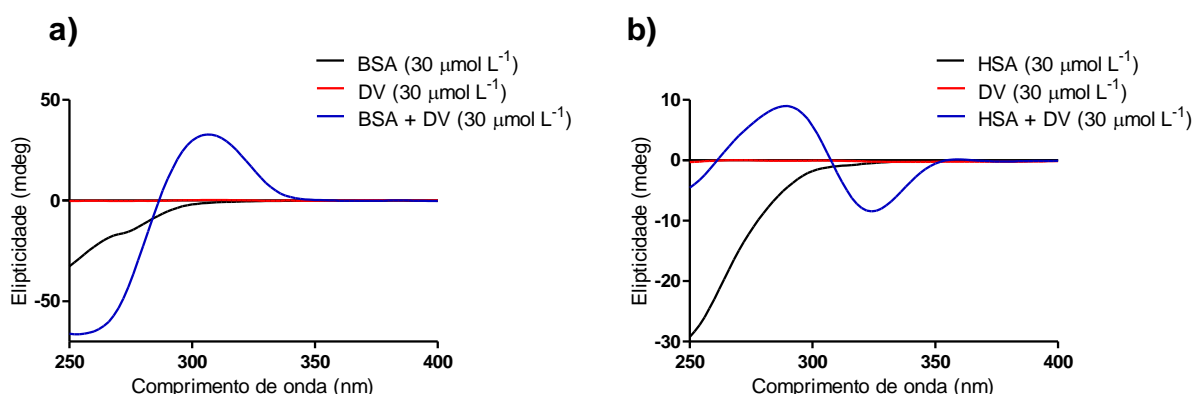 a)
BSA (30 μmol L⁻¹)
DV (30 μmol L⁻¹)
BSA + DV (30 μmol L⁻¹)
50
0
-50
Elipticidade (mdeg)
250
300
350
400
Comprimento de onda (nm)
b)
HSA (30 μmol L⁻¹)
DV (30 μmol L⁻¹)
HSA + DV (30 μmol L⁻¹)
10
0
-10
-20
-30
Elipticidade (mdeg)
250
300
350
400
Comprimento de onda (nm)